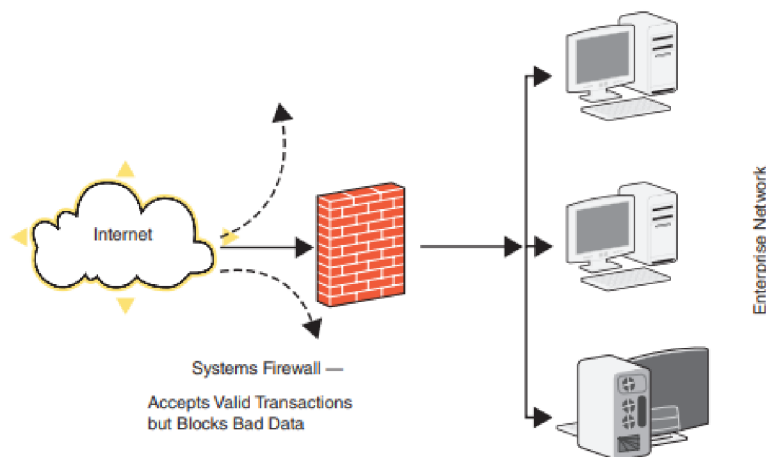 Internet
Systems Firewall —
Accepts Valid Transactions
but Blocks Bad Data
Enterprise Network